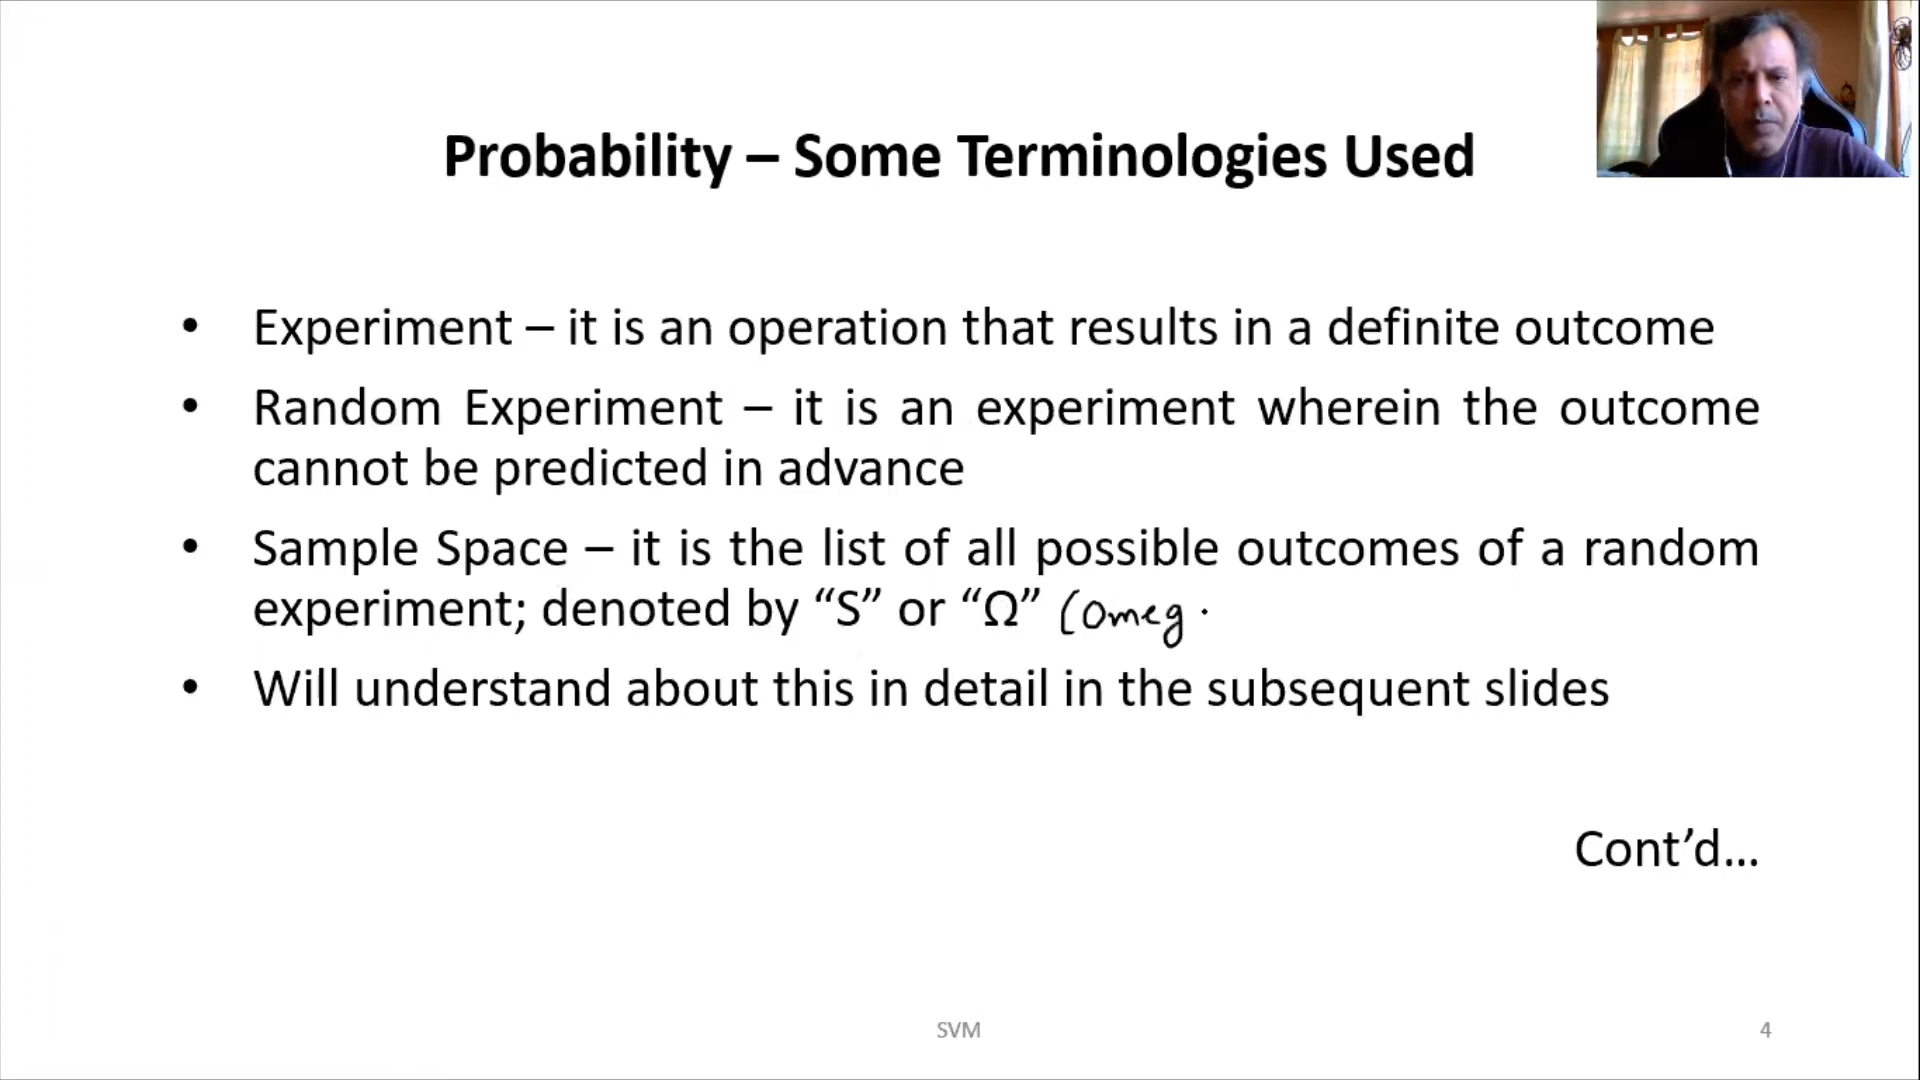 Probability – Some Terminologies Used
• Experiment – it is an operation that results in a definite outcome
• Random Experiment – it is an experiment wherein the outcome
cannot be predicted in advance
• Sample Space – it is the list of all possible outcomes of a random
experiment; denoted by “S” or “Ω” (Omeg
• Will understand about this in detail in the subsequent slides
Cont’d...
SVM 4